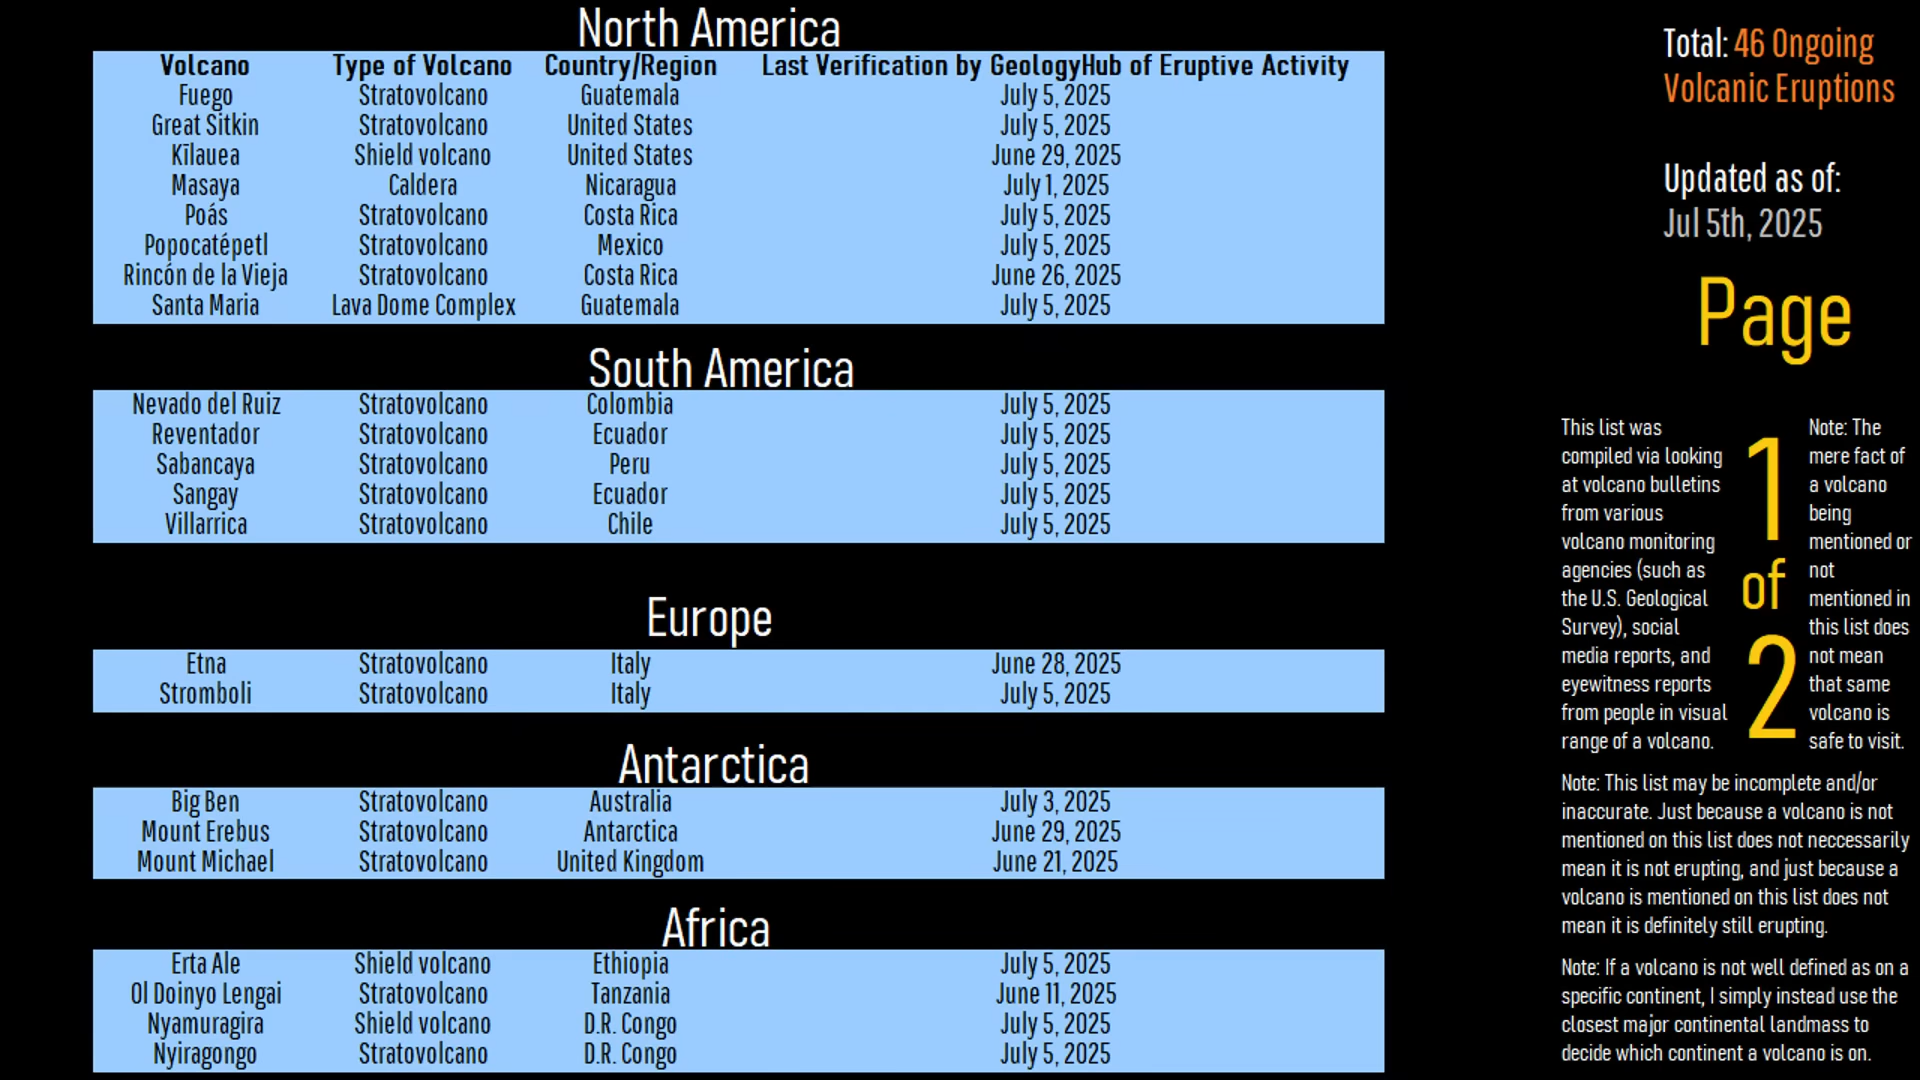 North America
Volcano Type of Volcano Country/Region Last Verification by GeologyHub of Eruptive Activity
Fuego Stratovolcano Guatemala July 5, 2025
Great Sitkin Stratovolcano United States July 5, 2025
Kīlauea Shield volcano United States June 29, 2025
Masaya Caldera Nicaragua July 1, 2025
Poás Stratovolcano Costa Rica July 5, 2025
Popocatépetl Stratovolcano Mexico July 5, 2025
Rincón de la Vieja Stratovolcano Costa Rica June 26, 2025
Santa Maria Lava Dome Complex Guatemala July 5, 2025
South America
Nevado del Ruiz Stratovolcano Colombia July 5, 2025
Reventador Stratovolcano Ecuador July 5, 2025
Sabancaya Stratovolcano Peru July 5, 2025
Sangay Stratovolcano Ecuador July 5, 2025
Villarrica Stratovolcano Chile July 5, 2025
Europe
Etna Stratovolcano Italy June 28, 2025
Stromboli Stratovolcano Italy July 5, 2025
Antarctica
Big Ben Stratovolcano Australia July 3, 2025
Mount Erebus Stratovolcano Antarctica June 29, 2025
Mount Michael Stratovolcano United Kingdom June 21, 2025
Africa
Erta Ale Shield volcano Ethiopia July 5, 2025
Ol Doinyo Lengai Stratovolcano Tanzania June 11, 2025
Nyamuragira Shield volcano D.R. Congo July 5, 2025
Nyiragongo Stratovolcano D.R. Congo July 5, 2025
Total: 46 Ongoing
Volcanic Eruptions
Updated as of:
Jul 5th, 2025
Page
1
of
2
This list was
compiled via looking
at volcano bulletins
from various
volcano monitoring
agencies (such as
the U.S. Geological
Survey), social
media reports, and
eyewitness reports
from people in visual
range of a volcano.
Note: The
mere fact of
a volcano
being
mentioned or
not
mentioned in
this list does
not mean
that same
volcano is
safe to visit.
Note: This list may be incomplete and/or
inaccurate. Just because a volcano is not
mentioned on this list does not neccessarily
mean it is not erupting, and just because a
volcano is mentioned on this list does not
mean it is definitely still erupting.
Note: If a volcano is not well defined as on a
specific continent, I simply instead use the
closest major continental landmass to
decide which continent a volcano is on.